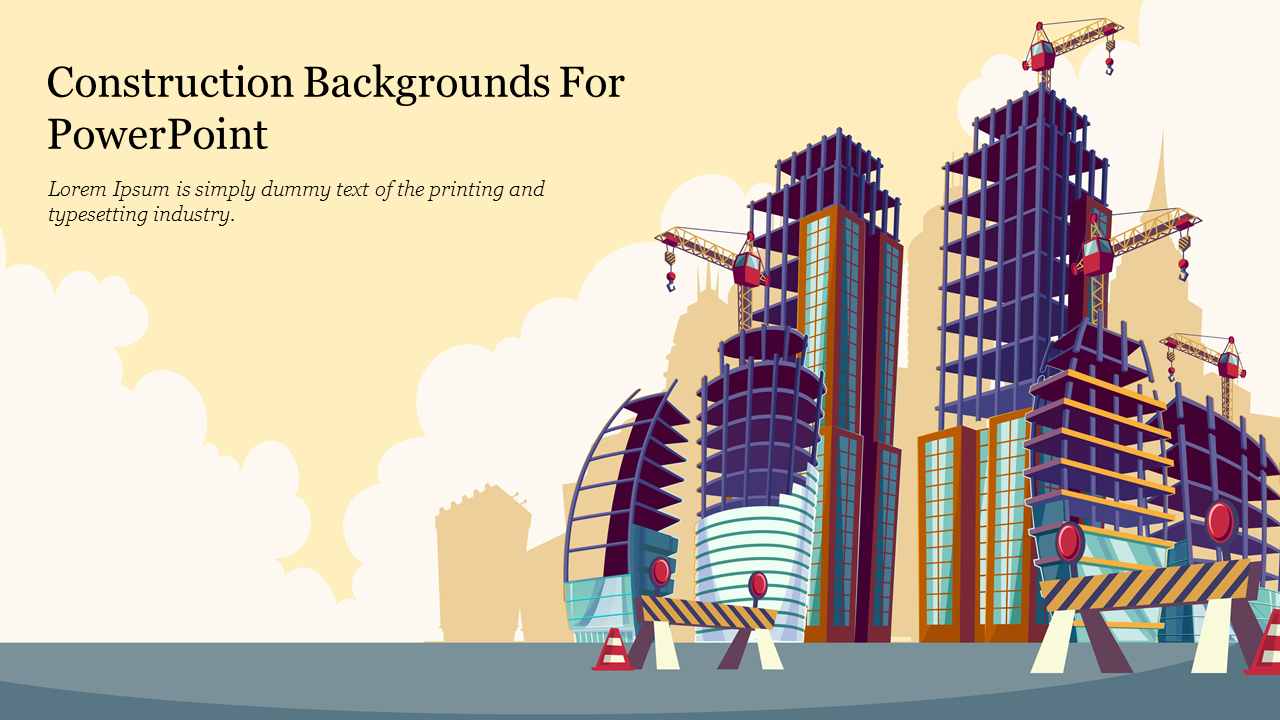 Construction Backgrounds For
PowerPoint
Lorem Ipsum is simply dummy text of the printing and
typesetting industry.